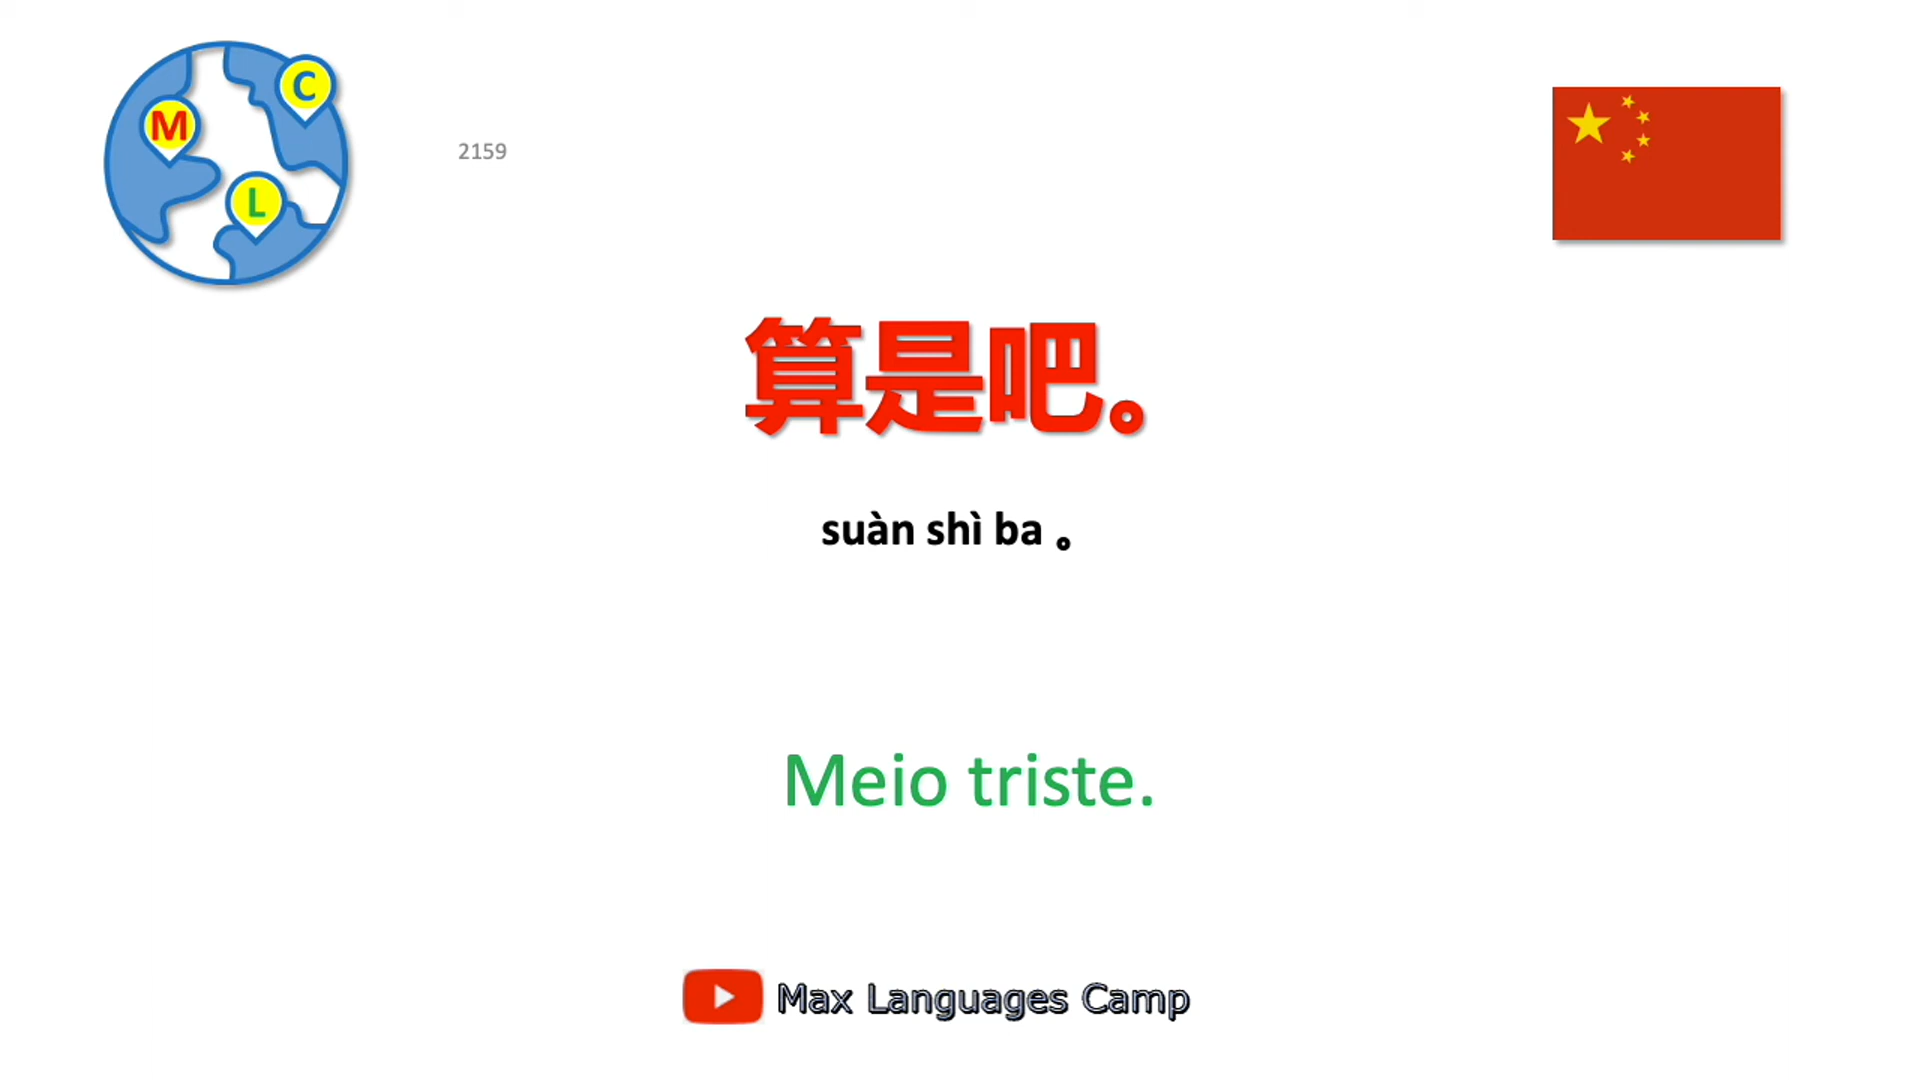 M
C
L
2159
算是吧。
suàn shì ba 。
Meio triste.
Max Languages Camp